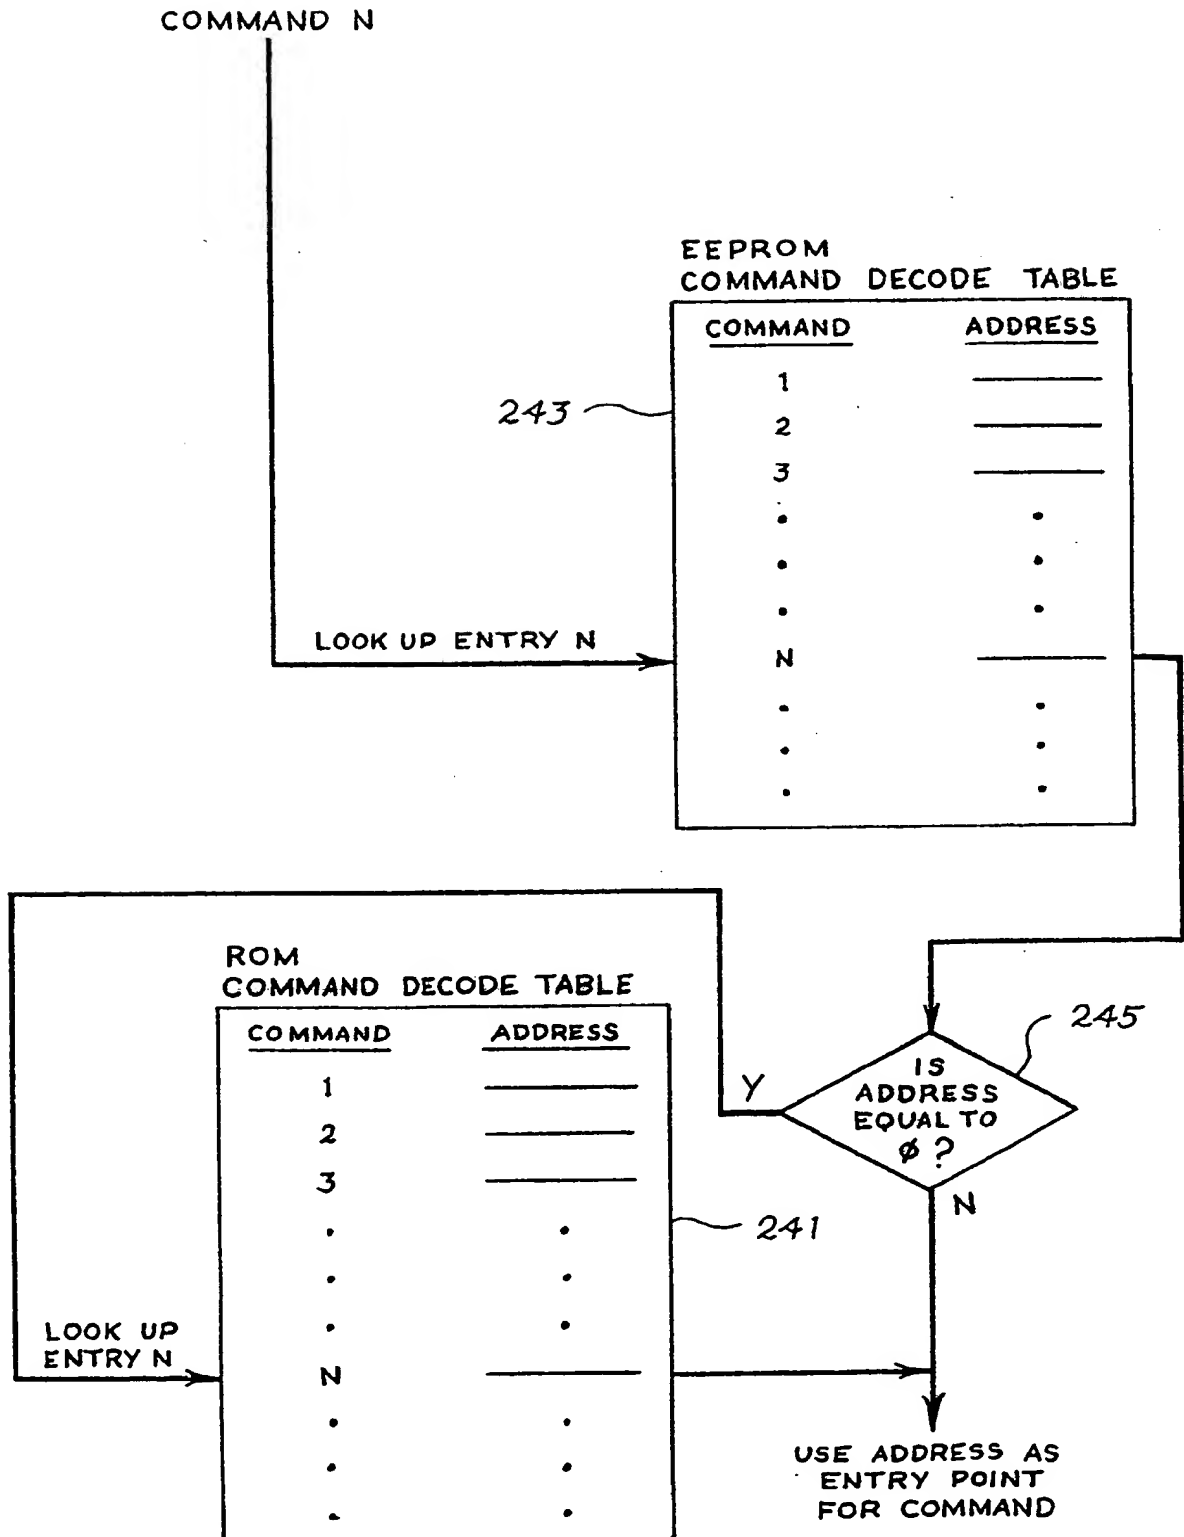 COMMAND N
EEPROM
COMMAND DECODE TABLE
COMMAND ADDRESS
1
243
2
3
LOOK UP ENTRY N
N
ROM
COMMAND DECODE TABLE
COMMAND ADDRESS
1
2
3
241
LOOK UP
ENTRY N
N
245
IS
ADDRESS
EQUAL TO
ø ?
Y
N
USE ADDRESS AS
ENTRY POINT
FOR COMMAND